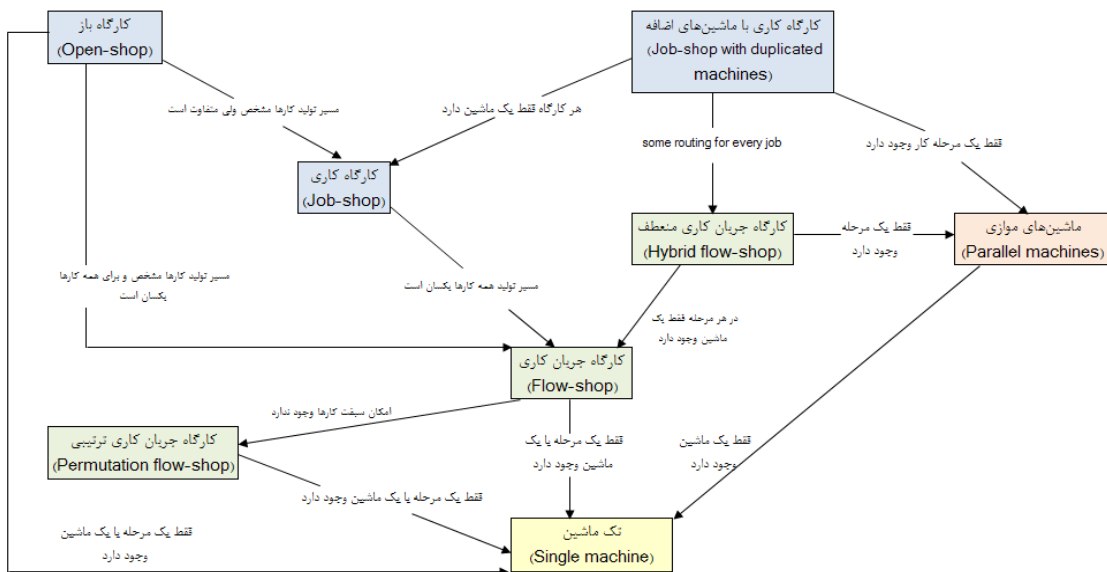 کارگاه باز
(Open-shop)
کارگاه کاری با ماشین‌های اضافه
(Job-shop with duplicated
machines)
مسیر تولید کارها مشخص ولی متفاوت است
هر کارگاه فقط یک ماشین دارد
some routing for every job
فقط یک مرحله کار وجود دارد
کارگاه کاری
(Job-shop)
کارگاه جریان کاری منعطف
(Hybrid flow-shop)
فقط یک مرحله
وجود دارد
ماشین‌های موازی
(Parallel machines)
مسیر تولید کارها مشخص و برای همه کارها
یکسان است
مسیر تولید همه کارها یکسان است
در هر مرحله فقط یک
ماشین وجود دارد
کارگاه جریان کاری
(Flow-shop)
امکان سبقت کارها وجود ندارد
کارگاه جریان کاری ترتیبی
(Permutation flow-shop)
فقط یک مرحله یا یک
ماشین وجود دارد
فقط یک ماشین
وجود دارد
فقط یک مرحله یا یک ماشین وجود دارد
تک ماشین
(Single machine)
فقط یک مرحله یا یک ماشین
وجود دارد